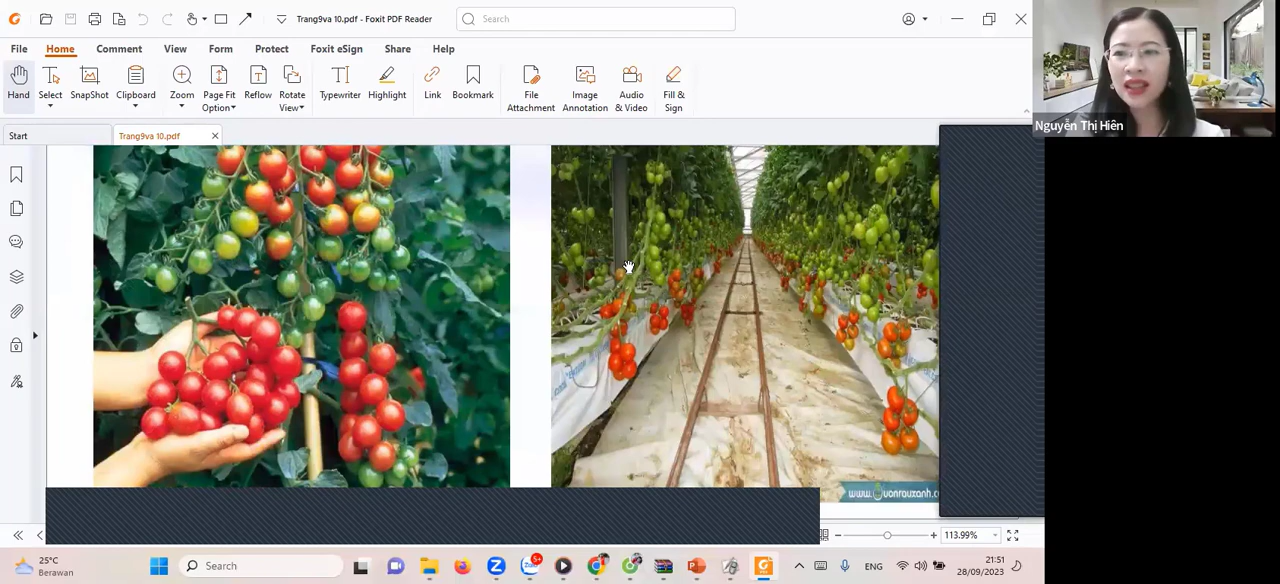 Trang9va 10.pdf - Foxit PDF Reader
Search
File Home Comment View Form Protect Foxit eSign Share Help
Hand Select SnapShot Clipboard Zoom Page Fit Option Reflow Rotate View Typewriter Highlight Link Bookmark File Attachment Image Annotation Audio & Video Fill & Sign
Nguyễn Thị Hiên
Start Trang9va 10.pdf
113.99%
25°C
Berawan
Search
ENG
21:51
28/09/2023